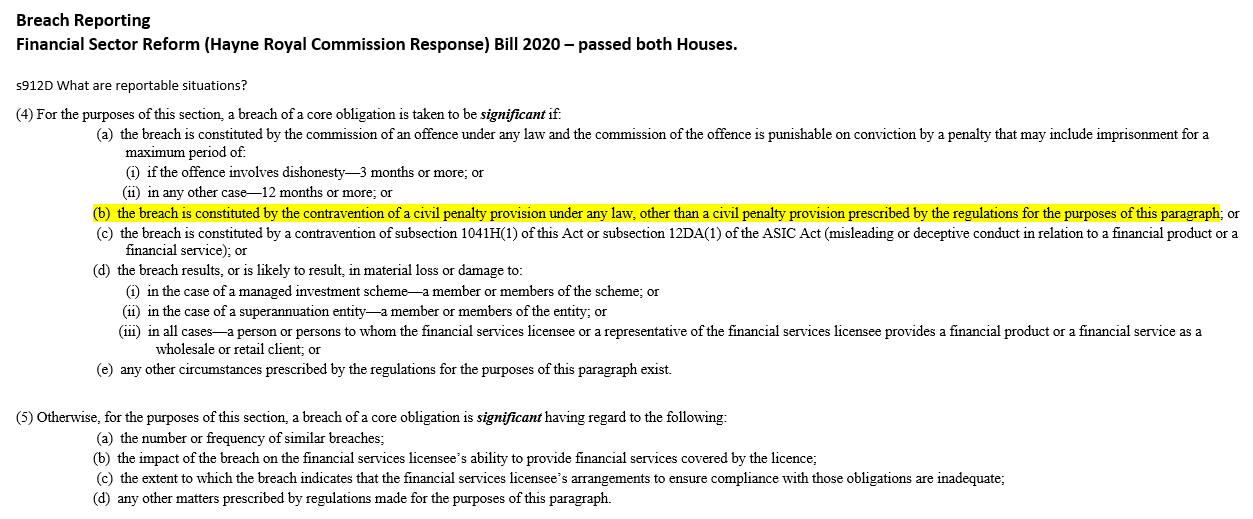 Breach Reporting
Financial Sector Reform (Hayne Royal Commission Response) Bill 2020 – passed both Houses.
s912D What are reportable situations?
(4) For the purposes of this section, a breach of a core obligation is taken to be significant if:
(a) the breach is constituted by the commission of an offence under any law and the commission of the offence is punishable on conviction by a penalty that may include imprisonment for a
maximum period of:
(i) if the offence involves dishonesty—3 months or more; or
(ii) in any other case—12 months or more; or
(b) the breach is constituted by the contravention of a civil penalty provision under any law, other than a civil penalty provision prescribed by the regulations for the purposes of this paragraph; or
(c) the breach is constituted by a contravention of subsection 1041H(1) of this Act or subsection 12DA(1) of the ASIC Act (misleading or deceptive conduct in relation to a financial product or a
financial service); or
(d) the breach results, or is likely to result, in material loss or damage to:
(i) in the case of a managed investment scheme—a member or members of the scheme; or
(ii) in the case of a superannuation entity—a member or members of the entity; or
(iii) in all cases—a person or persons to whom the financial services licensee or a representative of the financial services licensee provides a financial product or a financial service as a
wholesale or retail client; or
(e) any other circumstances prescribed by the regulations for the purposes of this paragraph exist.
(5) Otherwise, for the purposes of this section, a breach of a core obligation is significant having regard to the following:
(a) the number or frequency of similar breaches;
(b) the impact of the breach on the financial services licensee's ability to provide financial services covered by the licence;
(c) the extent to which the breach indicates that the financial services licensee's arrangements to ensure compliance with those obligations are inadequate;
(d) any other matters prescribed by regulations made for the purposes of this paragraph.